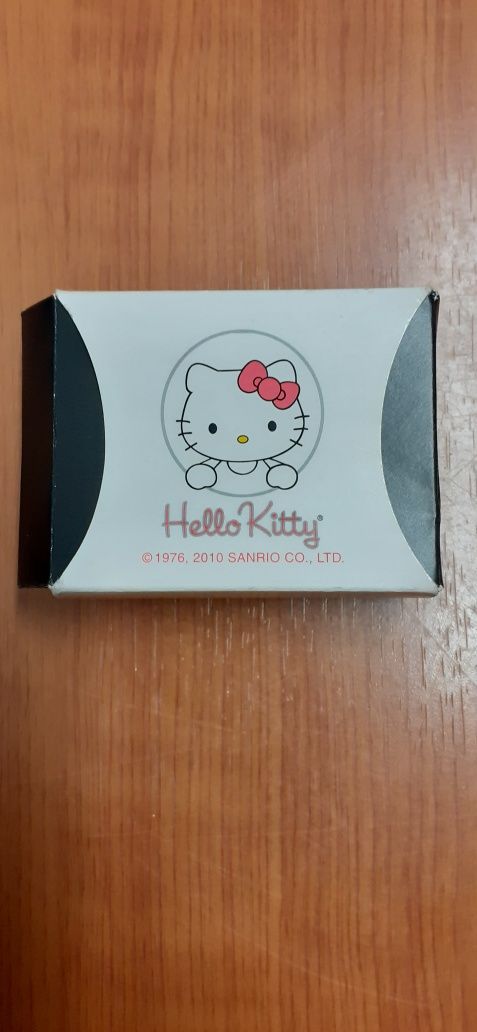 Hello Kitty®
©1976, 2010 SANRIO CO., LTD.